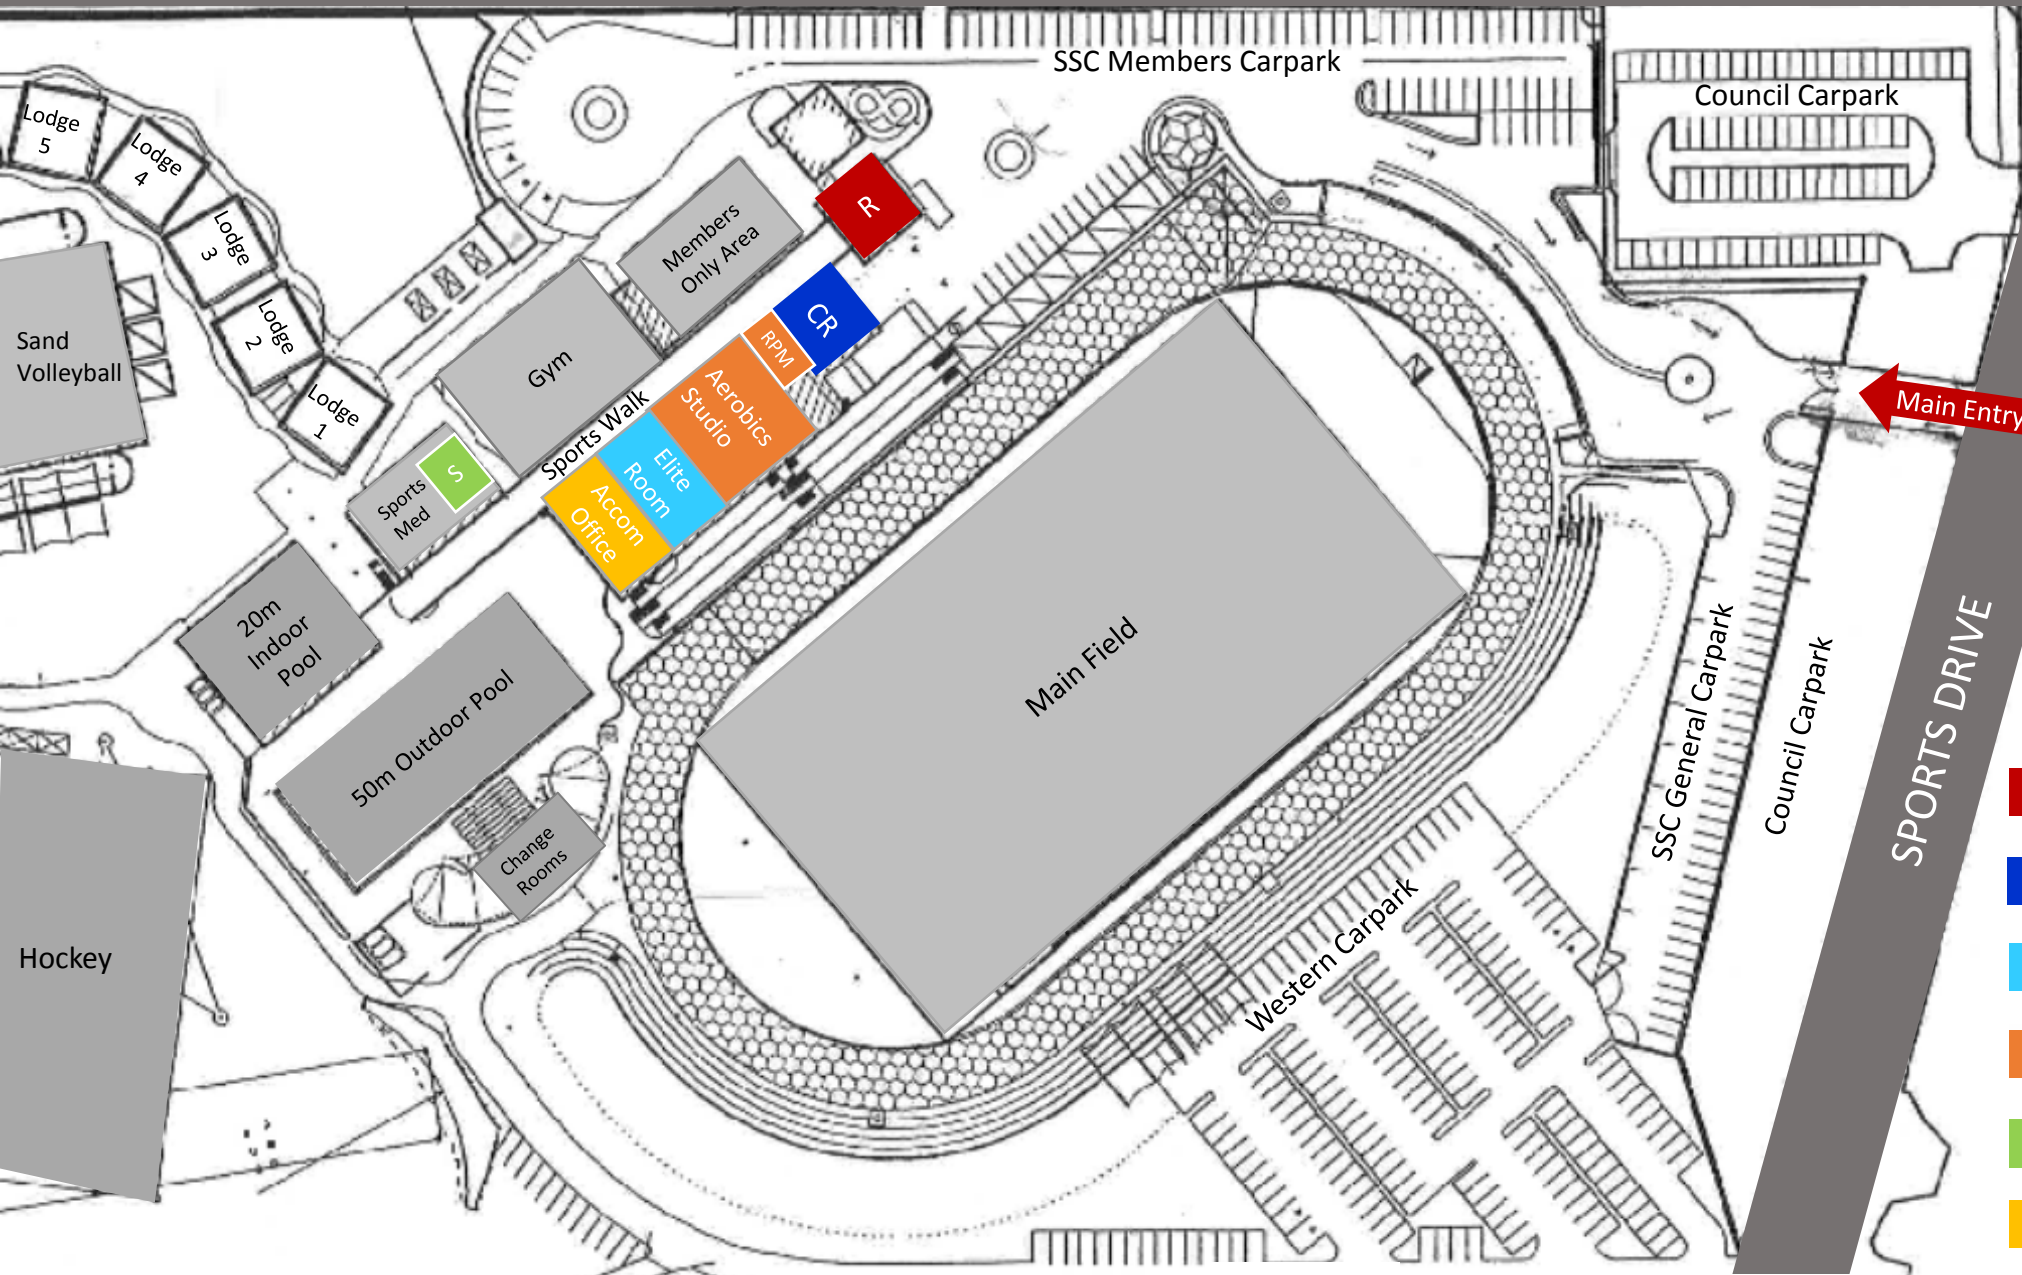 SSC Members Carpark
Council Carpark
Lodge
5
Lodge
4
Lodge
3
Lodge
2
Lodge
1
R
Members
Only Area
CR
RPM
Sand
Volleyball
Gym
Aerobics
Studio
Main Entry
Sports Walk
Elite
Room
S
Sports
Med
Accom
Office
20m
Indoor
Pool
Main Field
50m Outdoor Pool
SSC General Carpark
Council Carpark
SPORTS DRIVE
Change
Rooms
Western Carpark
Hockey